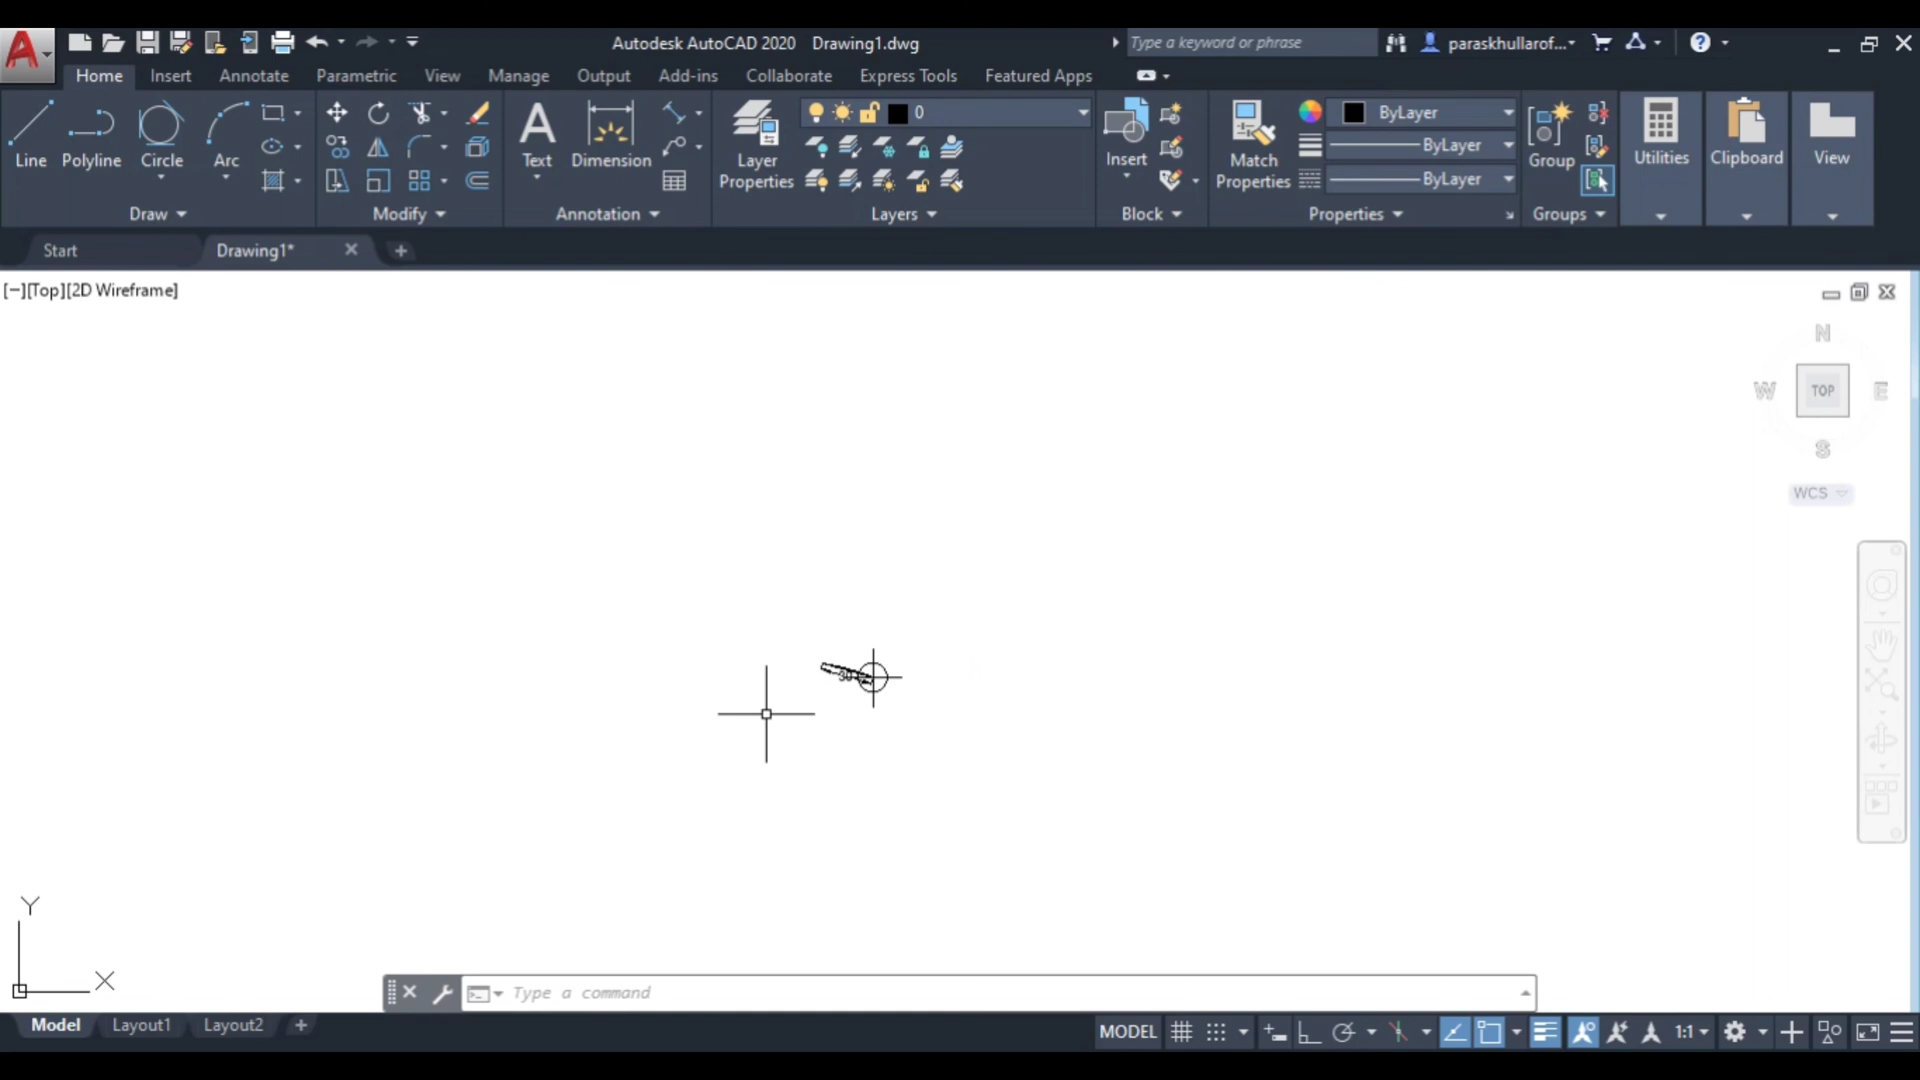 Autodesk AutoCAD 2020 Drawing1.dwg
Type a keyword or phrase
paraskhullarof...
Home Insert Annotate Parametric View Manage Output Add-ins Collaborate Express Tools Featured Apps
0
ByLayer
ByLayer
ByLayer
Line Polyline Circle Arc
Text Dimension
Layer Properties
Insert
Match Properties
Group
Utilities Clipboard View
Draw Modify Annotation Layers Block Properties Groups
Start Drawing1*
[−][Top][2D Wireframe]
N
W TOP E
S
WCS
Y
X
Type a command
Model Layout1 Layout2
MODEL 1:1